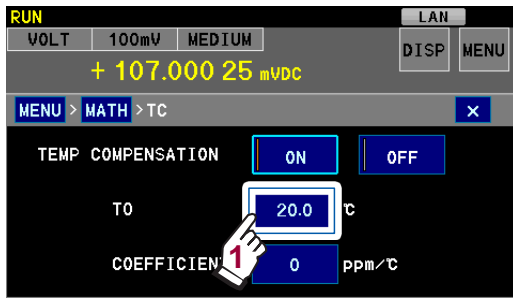 RUN LAN
VOLT 100mV MEDIUM DISP MENU
+ 107.000 25 mVDC
MENU > MATH > TC ×
TEMP COMPENSATION ON OFF
TO 20.0 ℃
1
COEFFICIEN 0 ppm/℃